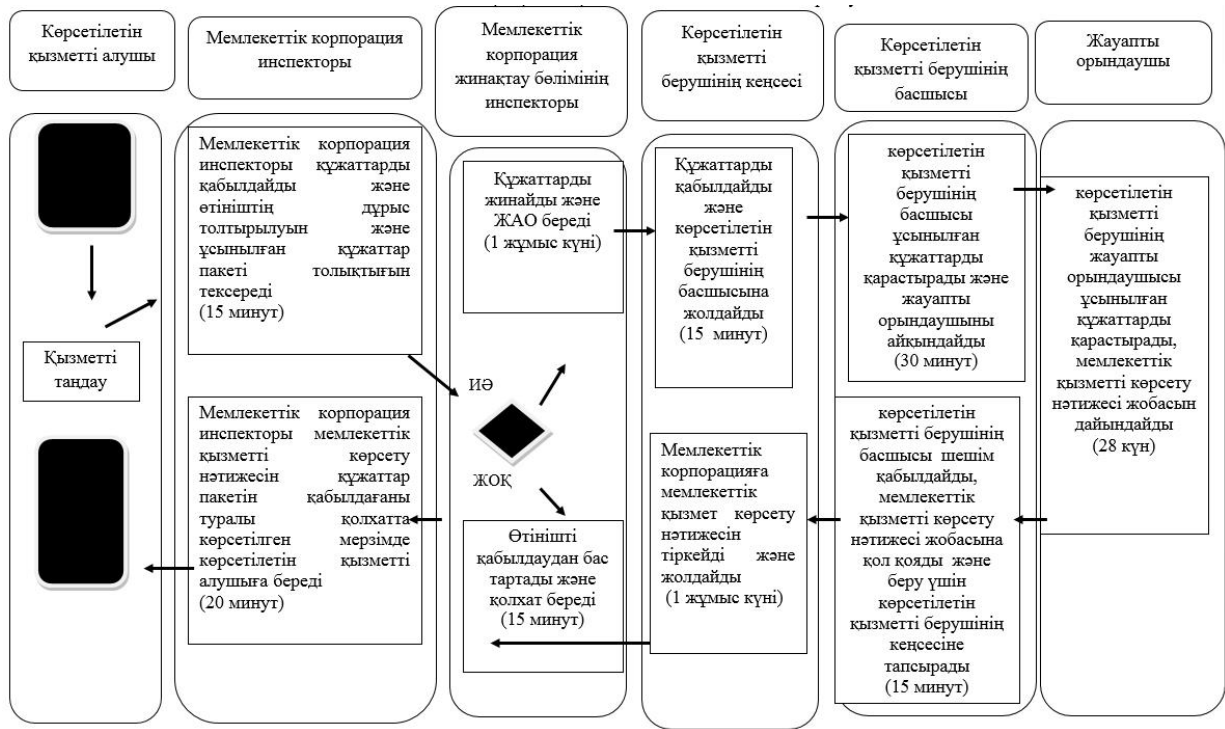 Көрсетілетін
қызметті алушы
Мемлекеттік корпорация
инспекторы
Мемлекеттік
корпорация
жинақтау бөлімінің
инспекторы
Көрсетілетін
қызметті
берушінің кеңсесі
Көрсетілетін
қызметті берушінің
басшысы
Жауапты
орындаушы
Қызметті
таңдау
Мемлекеттік корпорация
инспекторы құжаттарды
қабылдайды және
өтініштің дұрыс
толтырылуын және
ұсынылған құжаттар
пакеті толықтығын
тексереді
(15 минут)
Мемлекеттік корпорация
инспекторы мемлекеттік
қызметті көрсету
нәтижесін құжаттар
пакетін қабылдағаны
туралы қолхатта
көрсетілген мерзімде
көрсетілетін қызметті
алушыға береді
(20 минут)
Құжаттарды
жинайды және
ЖАО береді
(1 жұмыс күні)
ИӘ
ЖОҚ
Өтінішті
қабылдаудан бас
тартады және
қолхат береді
(15 минут)
Құжаттарды
қабылдайды
және
көрсетілетін
қызметті
берушінің
басшысына
жолдайды
(15 минут)
Мемлекеттік
корпорацияға
мемлекеттік
қызмет көрсету
нәтижесін
тіркейді және
жолдайды
(1 жұмыс күні)
көрсетілетін
қызметті
берушінің
басшысы
ұсынылған
құжаттарды
қарастырады және
жауапты
орындаушыны
айқындайды
(30 минут)
көрсетілетін
қызметті берушінің
басшысы шешім
қабылдайды,
мемлекеттік
қызметті көрсету
нәтижесі жобасына
қол қояды және
беру үшін
көрсетілетін
қызметті берушінің
кеңсесіне
тапсырады
(15 минут)
көрсетілетін
қызметті
берушінің
жауапты
орындаушысы
ұсынылған
құжаттарды
қарастырады,
мемлекеттік
қызметті көрсету
нәтижесі жобасын
дайындайды
(28 күн)